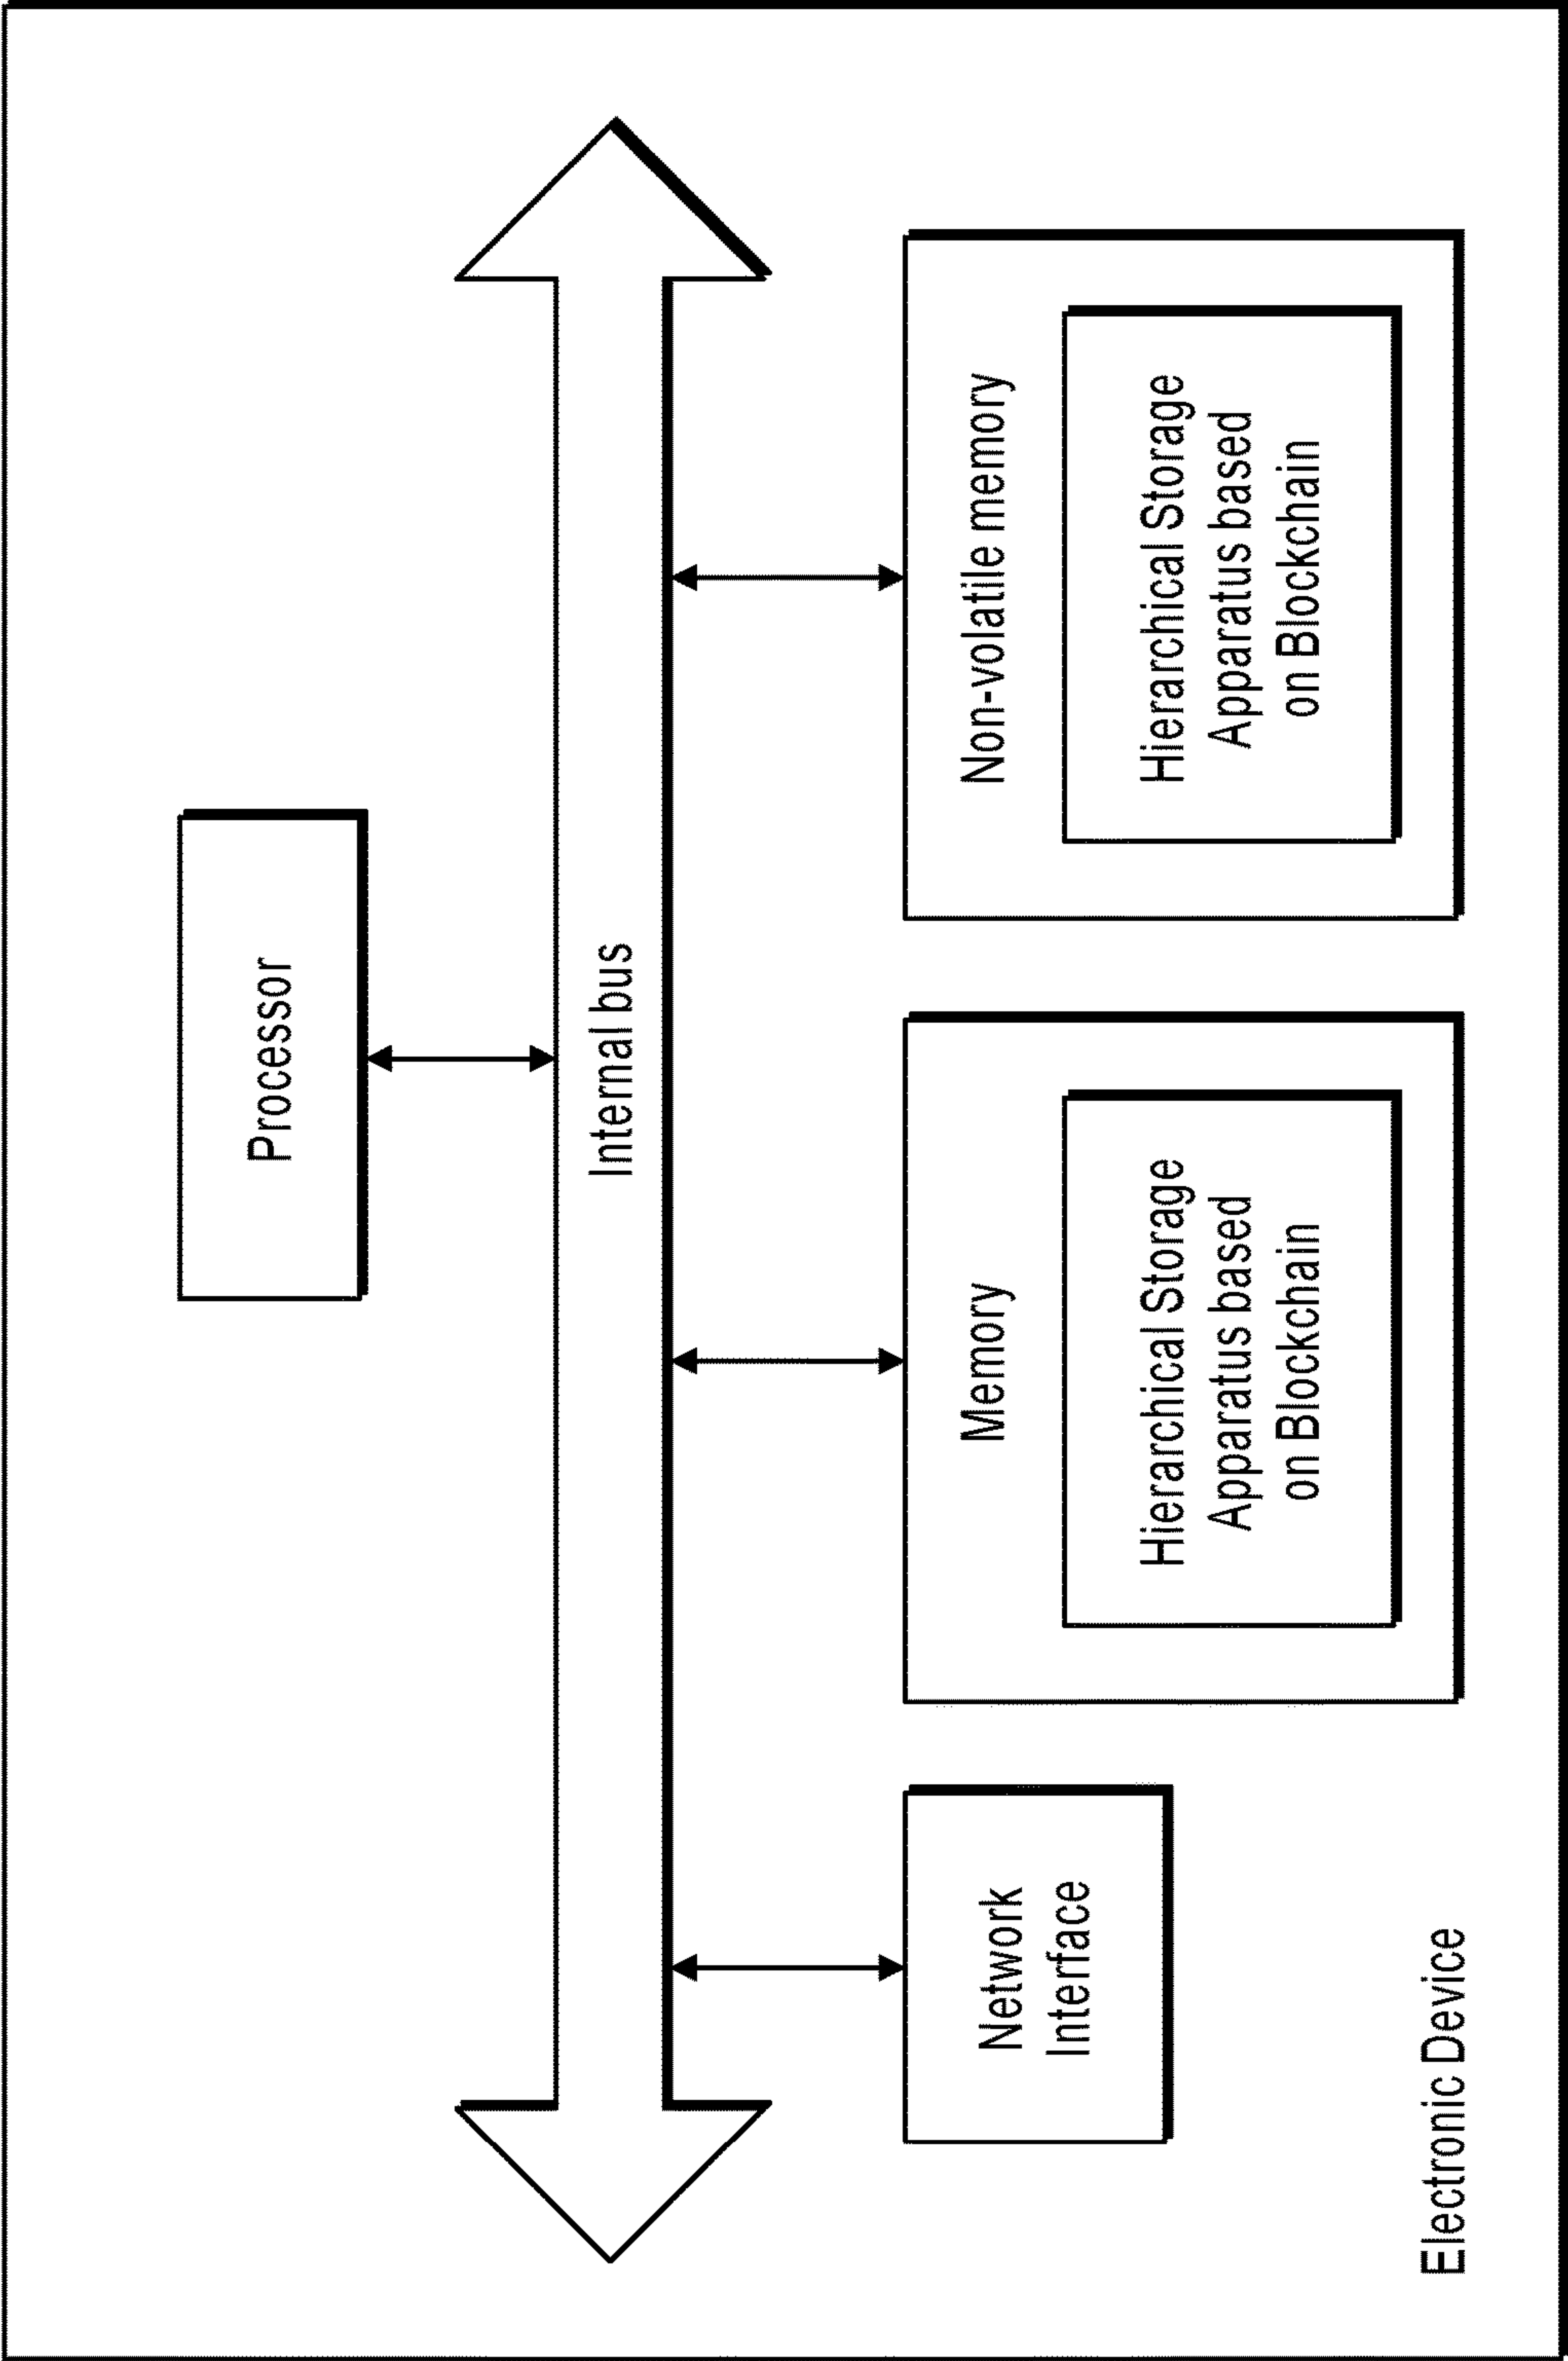 Processor
Internal bus
Network
Interface
Memory
Hierarchical Storage
Apparatus based
on Blockchain
Non-volatile memory
Hierarchical Storage
Apparatus based
on Blockchain
Electronic Device